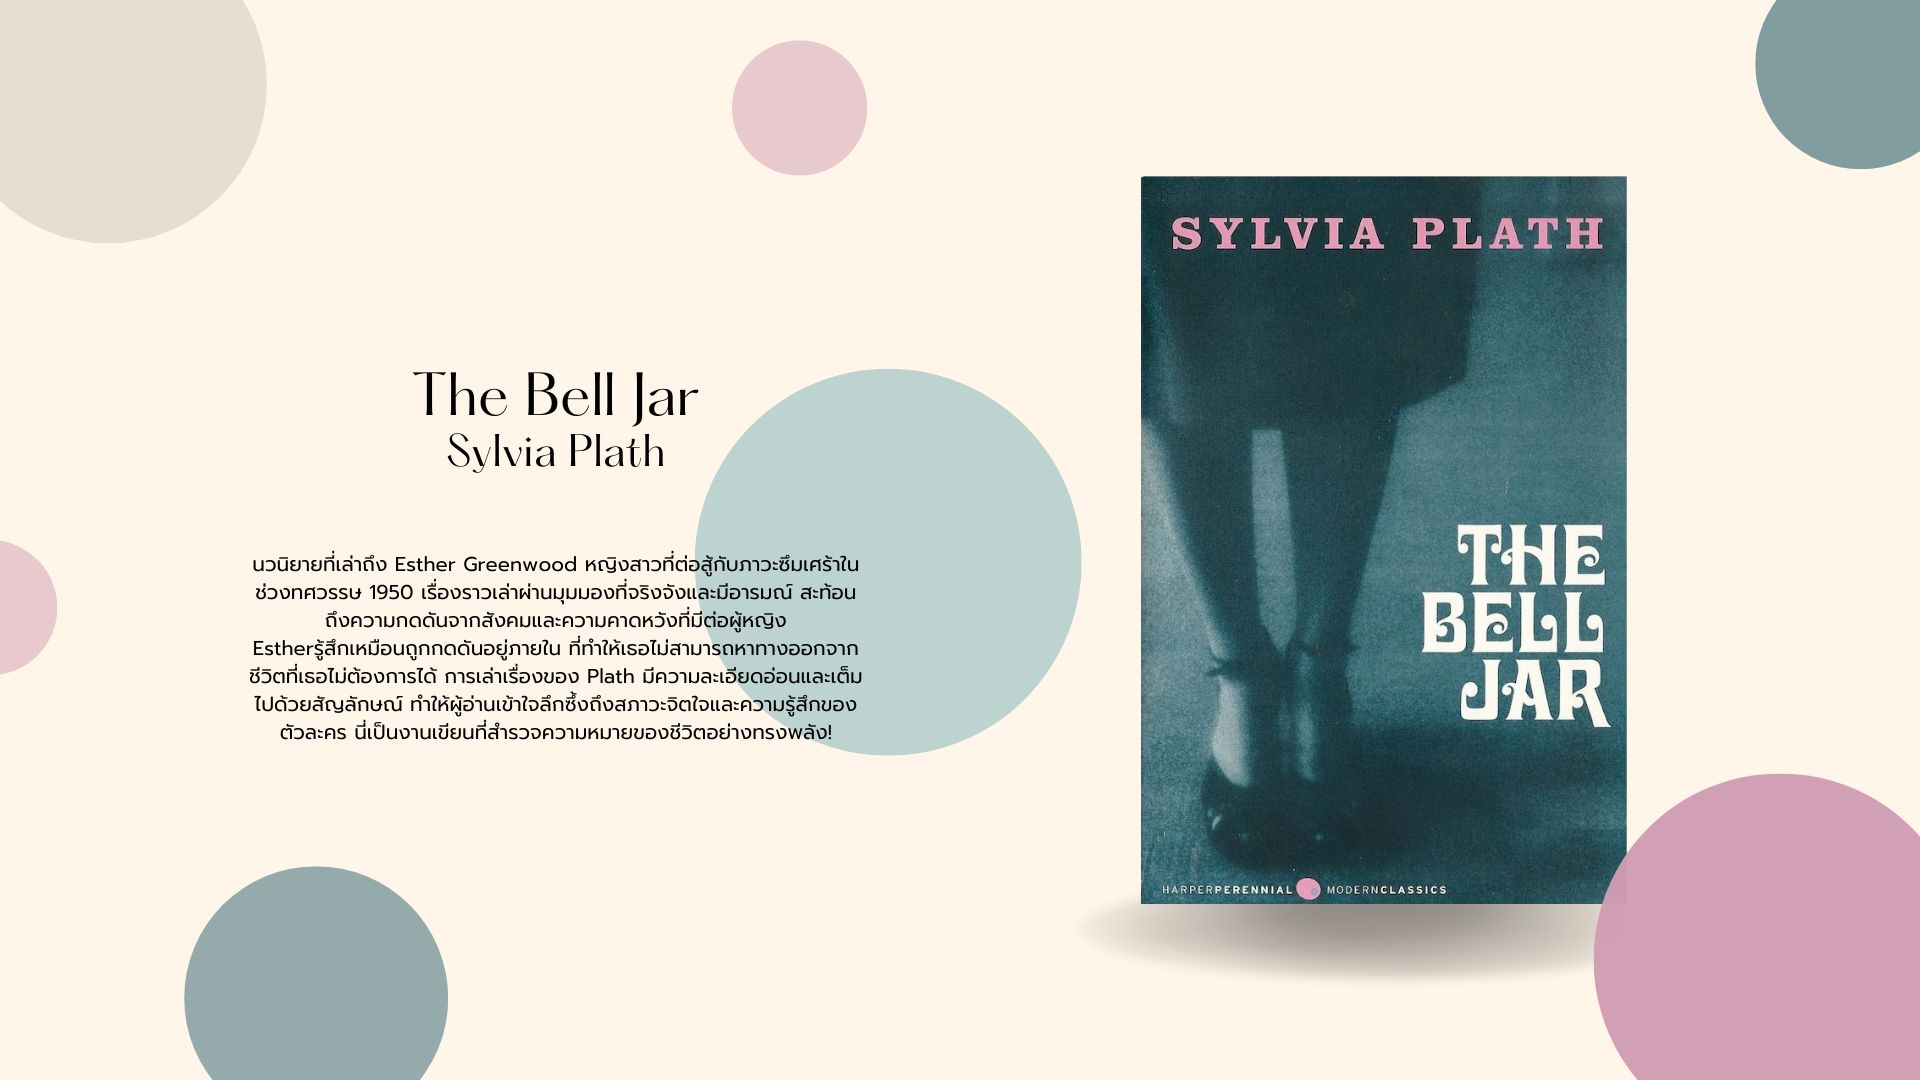 The Bell Jar
Sylvia Plath
นวนิยายที่เล่าถึง Esther Greenwood หญิงสาวที่ต่อสู้กับภาวะซึมเศร้าใน
ช่วงทศวรรษ 1950 เรื่องราวเล่าผ่านมุมมองที่จริงจังและมีอารมณ์ สะท้อน
ถึงความกดดันจากสังคมและความคาดหวังที่มีต่อผู้หญิง
Estherรู้สึกเหมือนถูกกดดันอยู่ภายใน ที่ทำให้เธอไม่สามารถหาทางออกจาก
ชีวิตที่เธอไม่ต้องการได้ การเล่าเรื่องของ Plath มีความละเอียดอ่อนและเต็ม
ไปด้วยสัญลักษณ์ ทำให้ผู้อ่านเข้าใจลึกซึ้งถึงสภาวะจิตใจและความรู้สึกของ
ตัวละคร นี่เป็นงานเขียนที่สำรวจความหมายของชีวิตอย่างทรงพลัง!
SYLVIA PLATH
THE
BELL
JAR
HARPERPERENNIAL MODERNCLASSICS